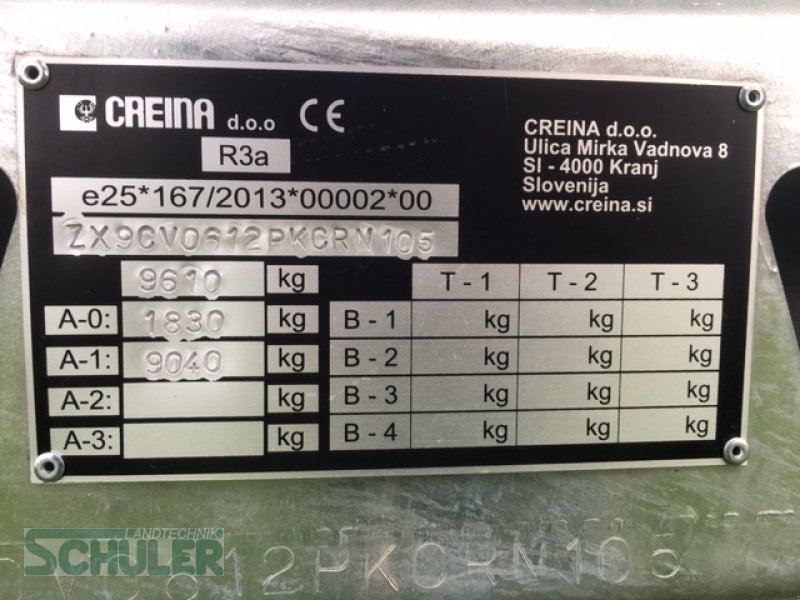 CREINA d.o.o CE
R3a
CREINA d.o.o.
Ulica Mirka Vadnova 8
SI - 4000 Kranj
Slovenija
www.creina.si
e25*167/2013*00002*00
ZX9CV0612PKCRN105
9610 kg
A-0: 1830 kg
A-1: 9040 kg
A-2: kg
A-3: kg
T - 1 T - 2 T - 3
B - 1 kg kg kg
B - 2 kg kg kg
B - 3 kg kg kg
B - 4 kg kg kg
LANDTECHNIK
SCHULER
CV0612PKCRN105